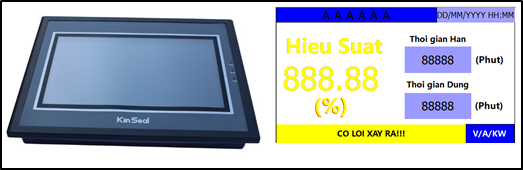 KinSeal
A A A A A A
DD/MM/YYYY HH:MM
Hieu Suat
888.88
(%)
Thoi gian Han
88888 (Phut)
Thoi gian Dung
88888 (Phut)
CO LOI XAY RA!!!
V/A/KW